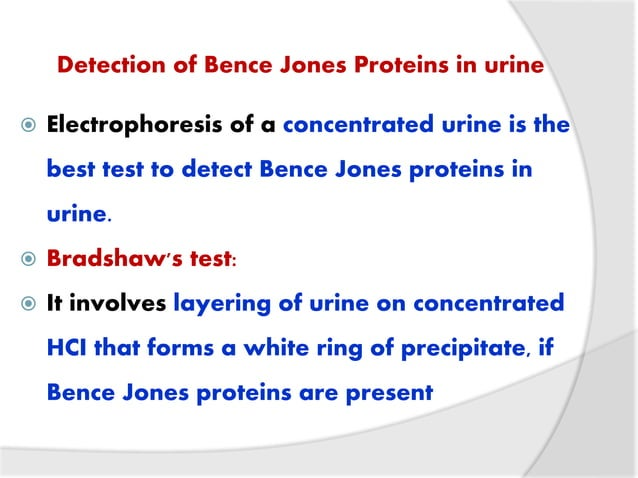 Detection of Bence Jones Proteins in urine
Electrophoresis of a concentrated urine is the
best test to detect Bence Jones proteins in
urine.
Bradshaw's test:
It involves layering of urine on concentrated
HCI that forms a white ring of precipitate, if
Bence Jones proteins are present